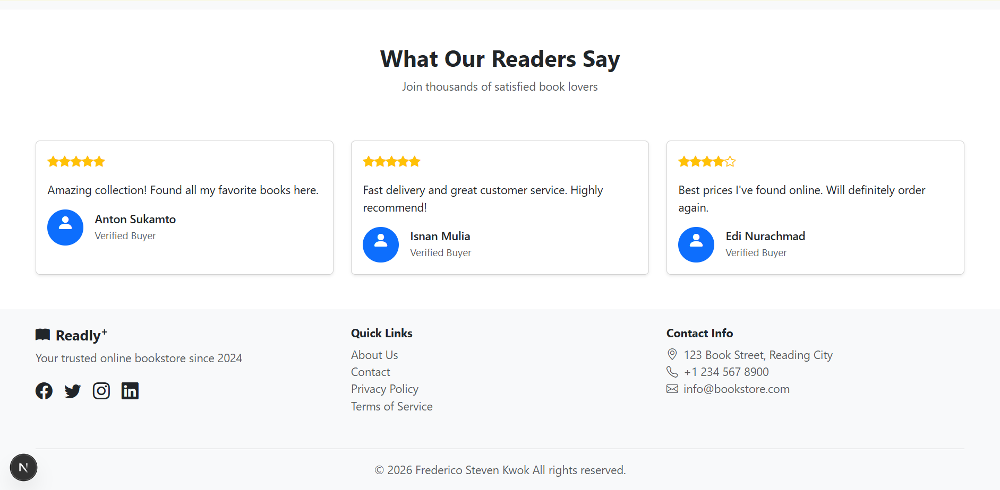 What Our Readers Say
Join thousands of satisfied book lovers
Amazing collection! Found all my favorite books here.
Anton Sukamto
Verified Buyer
Fast delivery and great customer service. Highly
recommend!
Isnan Mulia
Verified Buyer
Best prices I've found online. Will definitely order
again.
Edi Nurachmad
Verified Buyer
Readly+
Your trusted online bookstore since 2024
Quick Links
About Us
Contact
Privacy Policy
Terms of Service
Contact Info
123 Book Street, Reading City
+1 234 567 8900
info@bookstore.com
N
© 2026 Frederico Steven Kwok All rights reserved.